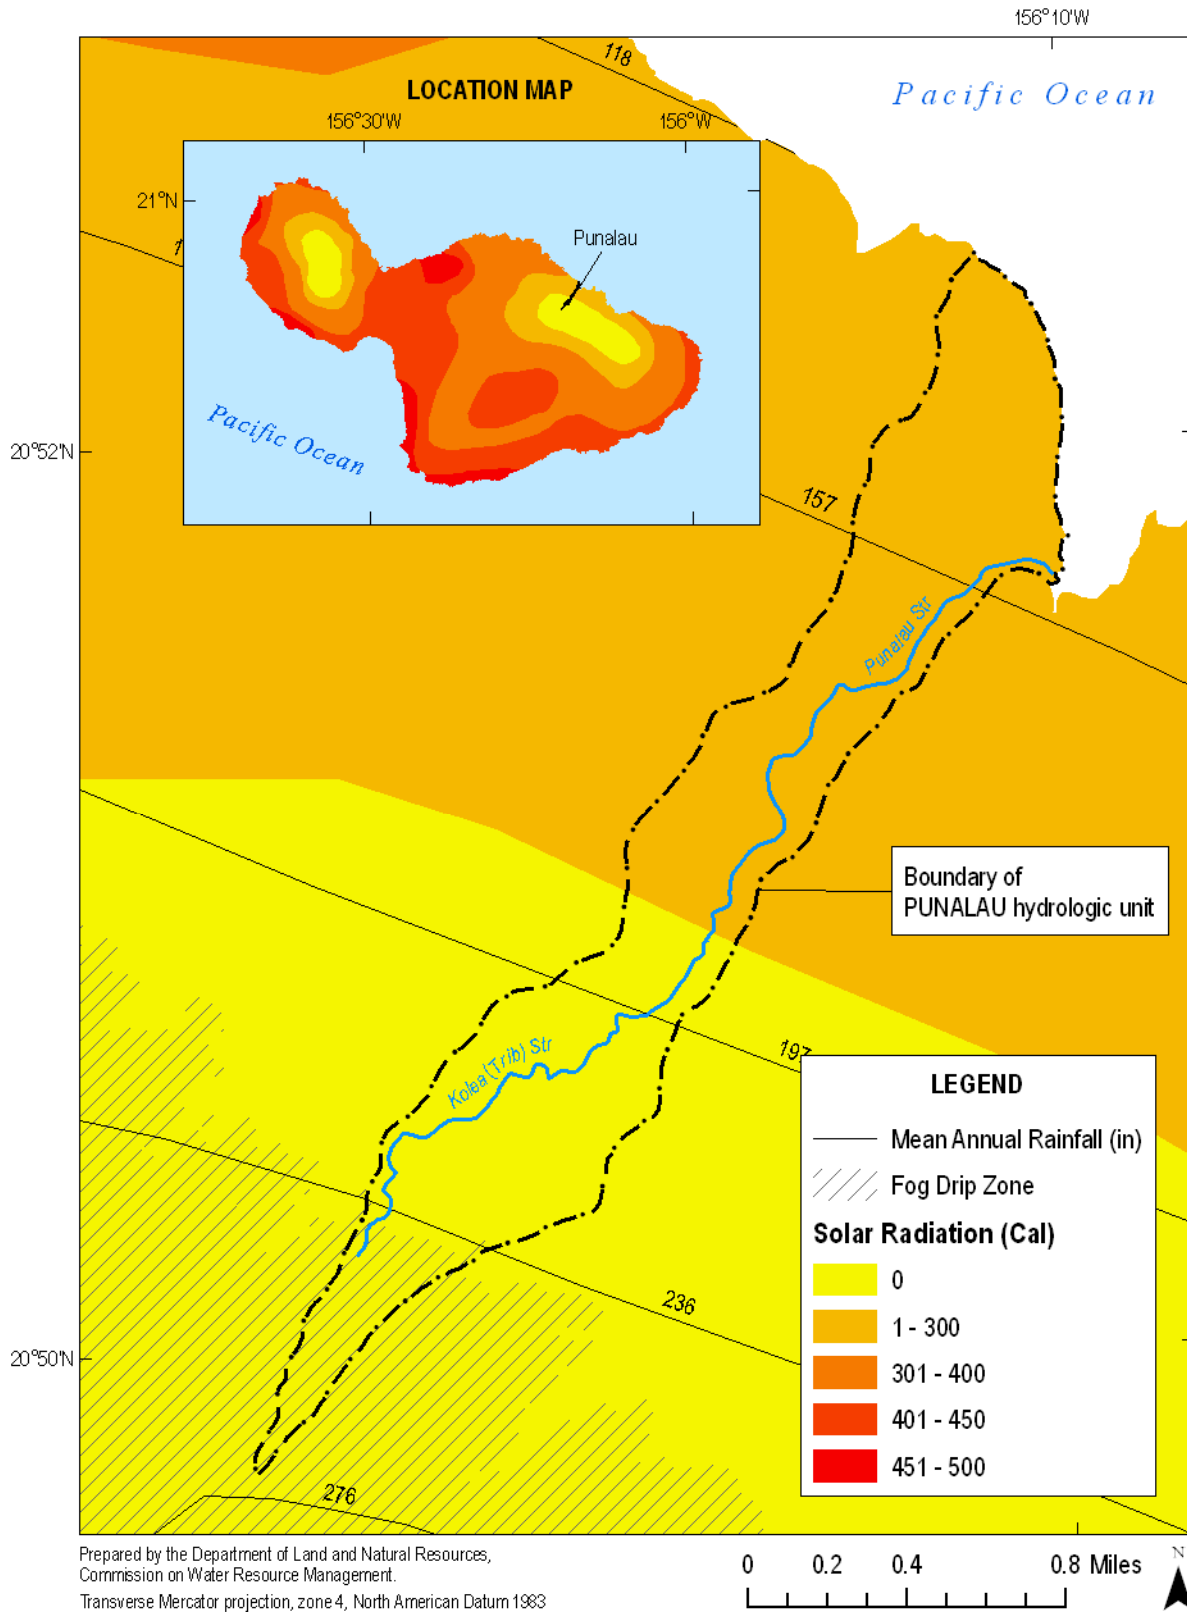 156°10'W
118
Pacific Ocean
LOCATION MAP
156°30'W
156°W
21°N
Punalau
Pacific Ocean
1
20°52'N
157
Punalau Str
Boundary of
PUNALAU hydrologic unit
197
Kolea (Trib) Str
236
20°50'N
276
LEGEND
Mean Annual Rainfall (in)
Fog Drip Zone
Solar Radiation (Cal)
0
1 - 300
301 - 400
401 - 450
451 - 500
Prepared by the Department of Land and Natural Resources,
Commission on Water Resource Management.
Transverse Mercator projection, zone 4, North American Datum 1983
0 0.2 0.4 0.8 Miles
N